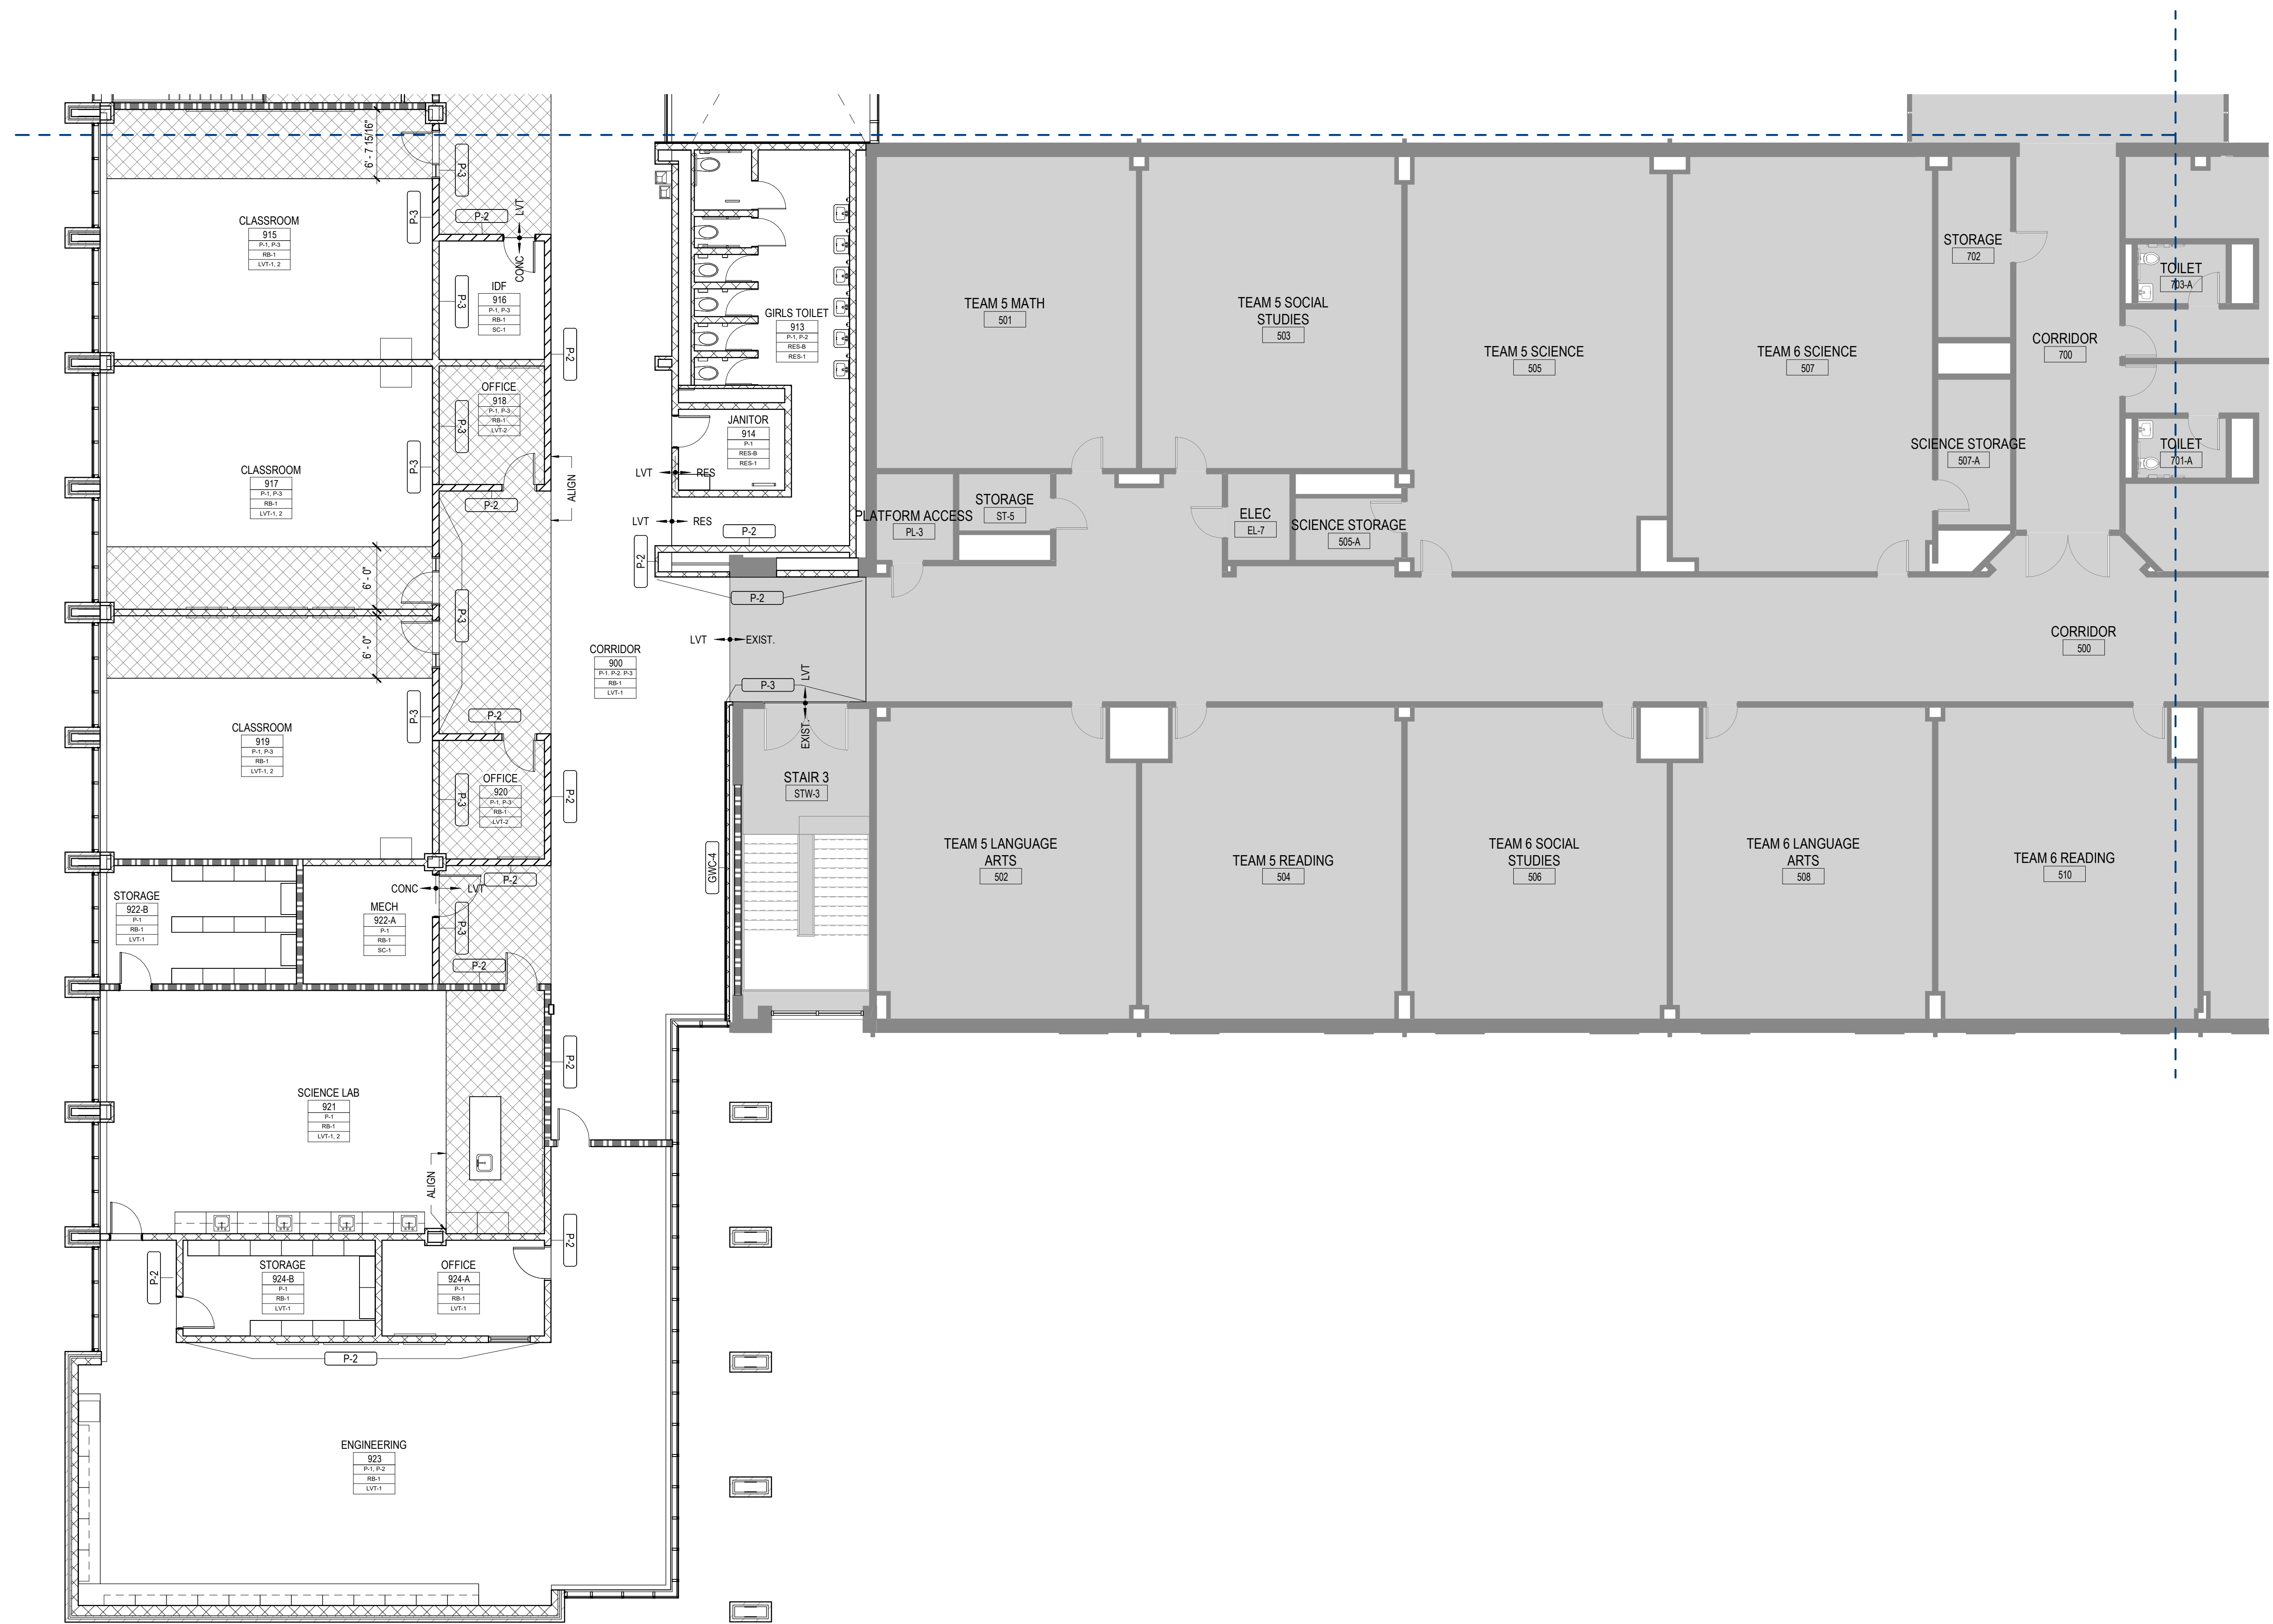 6' - 7 15/16"
P-3
P-2
LVT
CONC
P-3
CLASSROOM
915
P-1, P-3
RB-1
LVT-1, 2
P-3
IDF
916
P-1, P-3
RB-1
SC-1
P-2
OFFICE
918
P-1, P-3
RB-1
LVT-2
P-3
P-3
CLASSROOM
917
P-1, P-3
RB-1
LVT-1, 2
P-2
ALIGN
6' - 0"
6' - 0"
P-3
P-3
CLASSROOM
919
P-1, P-3
RB-1
LVT-1, 2
P-2
OFFICE
920
P-1, P-3
RB-1
LVT-2
P-3
P-2
CORRIDOR
900
P-1, P-2. P-3
RB-1
LVT-1
GIRLS TOILET
913
P-1, P-2
RES-B
RES-1
JANITOR
914
P-1
RES-B
RES-1
LVT
RES
LVT
RES
P-2
P-2
P-2
LVT
EXIST.
P-3
LVT
EXIST.
STAIR 3
STW-3
GWC-4
STORAGE
922-B
P-1
RB-1
LVT-1
MECH
922-A
P-1
RB-1
SC-1
CONC
LVT
P-2
P-3
P-2
SCIENCE LAB
921
P-1
RB-1
LVT-1, 2
P-2
ALIGN
P-2
P-2
STORAGE
924-B
P-1
RB-1
LVT-1
OFFICE
924-A
P-1
RB-1
LVT-1
P-2
ENGINEERING
923
P-1, P-2
RB-1
LVT-1
TEAM 5 MATH
501
TEAM 5 SOCIAL
STUDIES
503
TEAM 5 SCIENCE
505
TEAM 6 SCIENCE
507
STORAGE
702
SCIENCE STORAGE
507-A
CORRIDOR
700
TOILET
703-A
TOILET
701-A
PLATFORM ACCESS
PL-3
STORAGE
ST-5
ELEC
EL-7
SCIENCE STORAGE
505-A
CORRIDOR
500
TEAM 5 LANGUAGE
ARTS
502
TEAM 5 READING
504
TEAM 6 SOCIAL
STUDIES
506
TEAM 6 LANGUAGE
ARTS
508
TEAM 6 READING
510